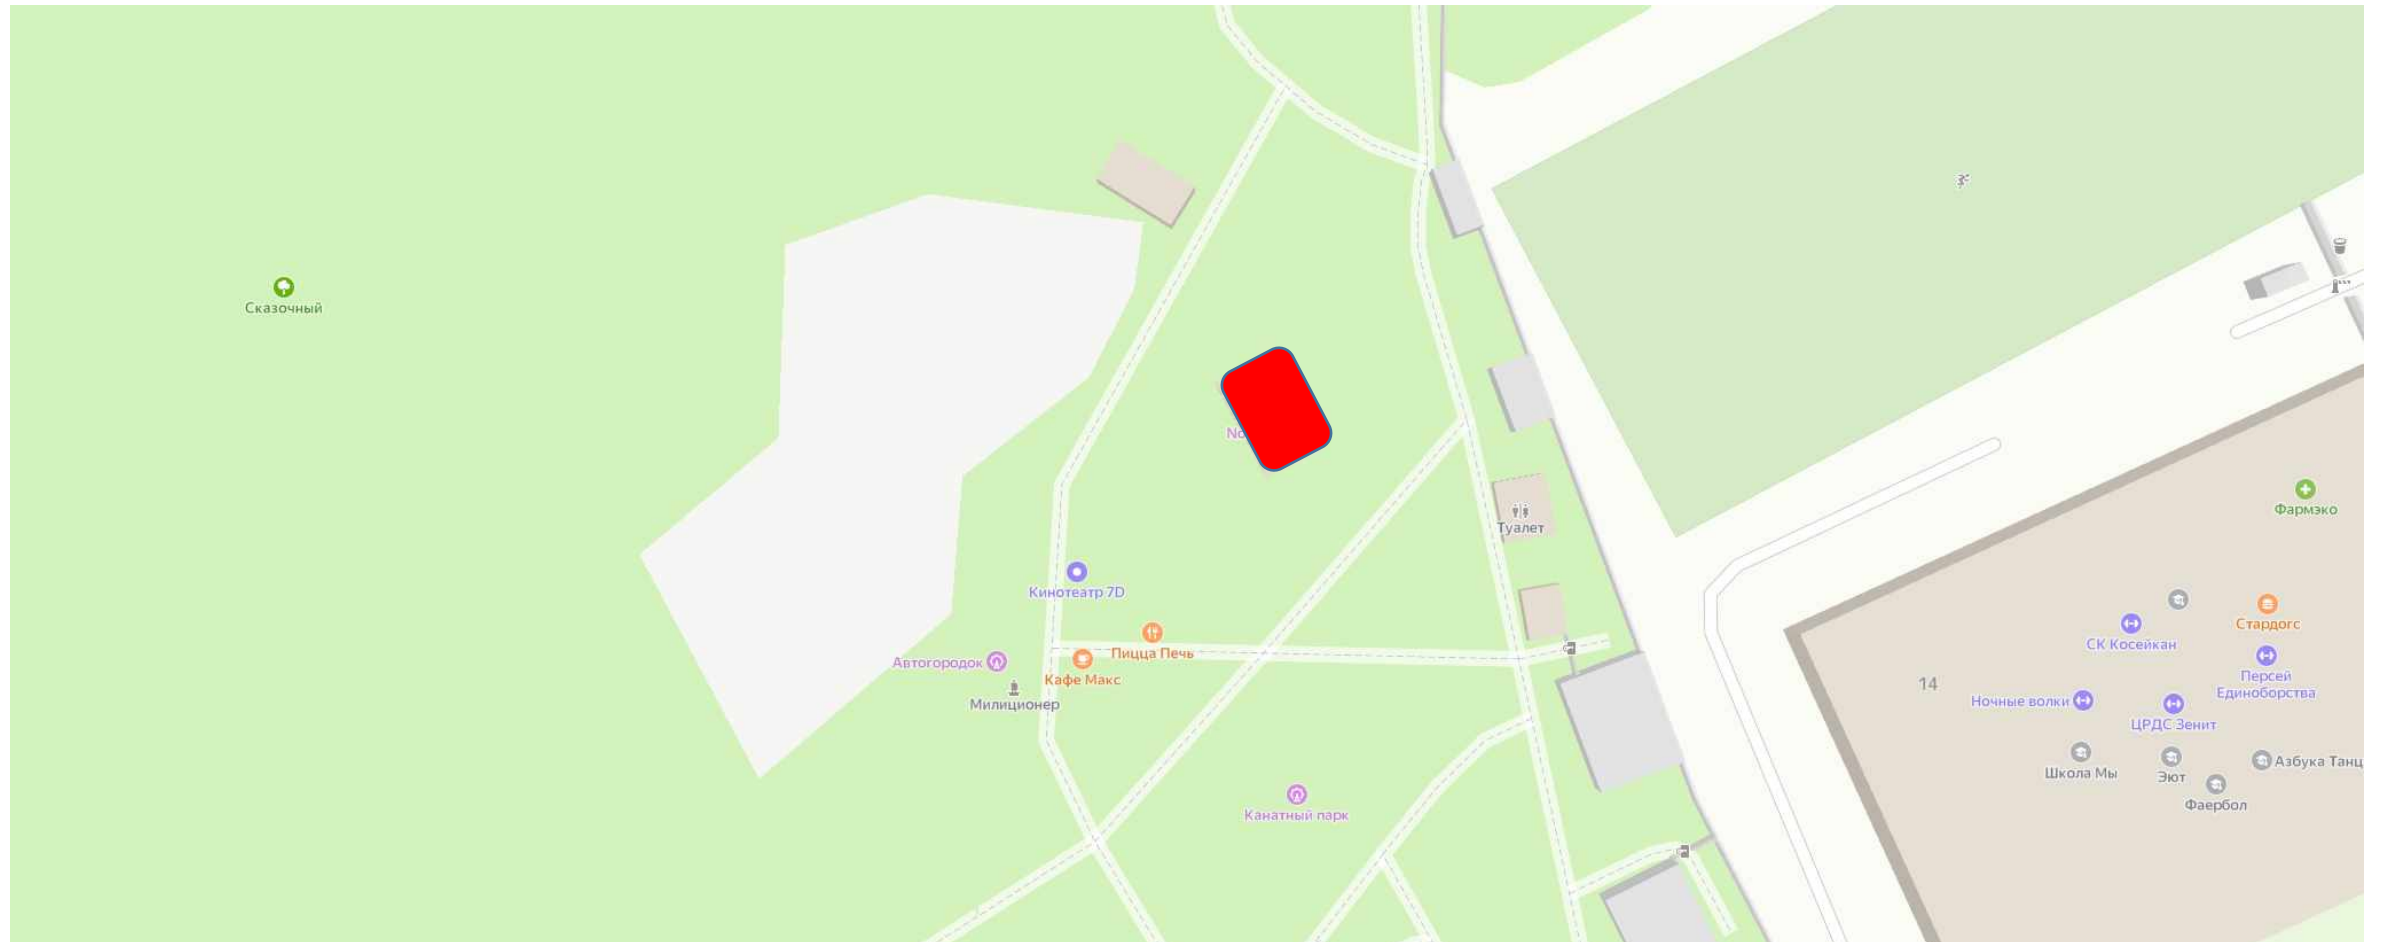 Сказочный
Туалет
Фармэко
Кинотеатр 7D
Стардогс
СК Косейкан
Пицца Печь
Автогородок
Кафе Макс
Персей
Единоборства
14
Милиционер
Ночные волки
ЦРДС Зенит
Школа Мы
Эют
Азбука Танц
Фаербол
Канатный парк